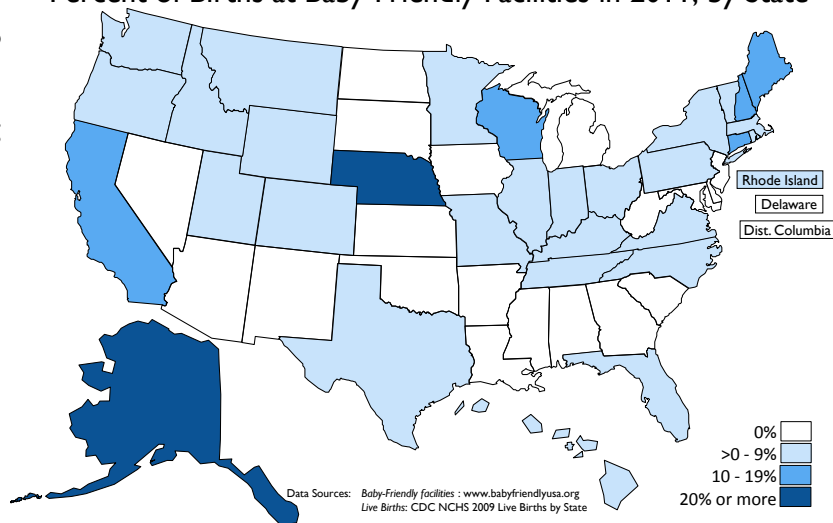 Rhode Island
Delaware
Dist. Columbia
0%
>0 - 9%
10 - 19%
20% or more
Data Sources: Baby-Friendly facilities : www.babyfriendlyusa.org
Live Births: CDC NCHS 2009 Live Births by State